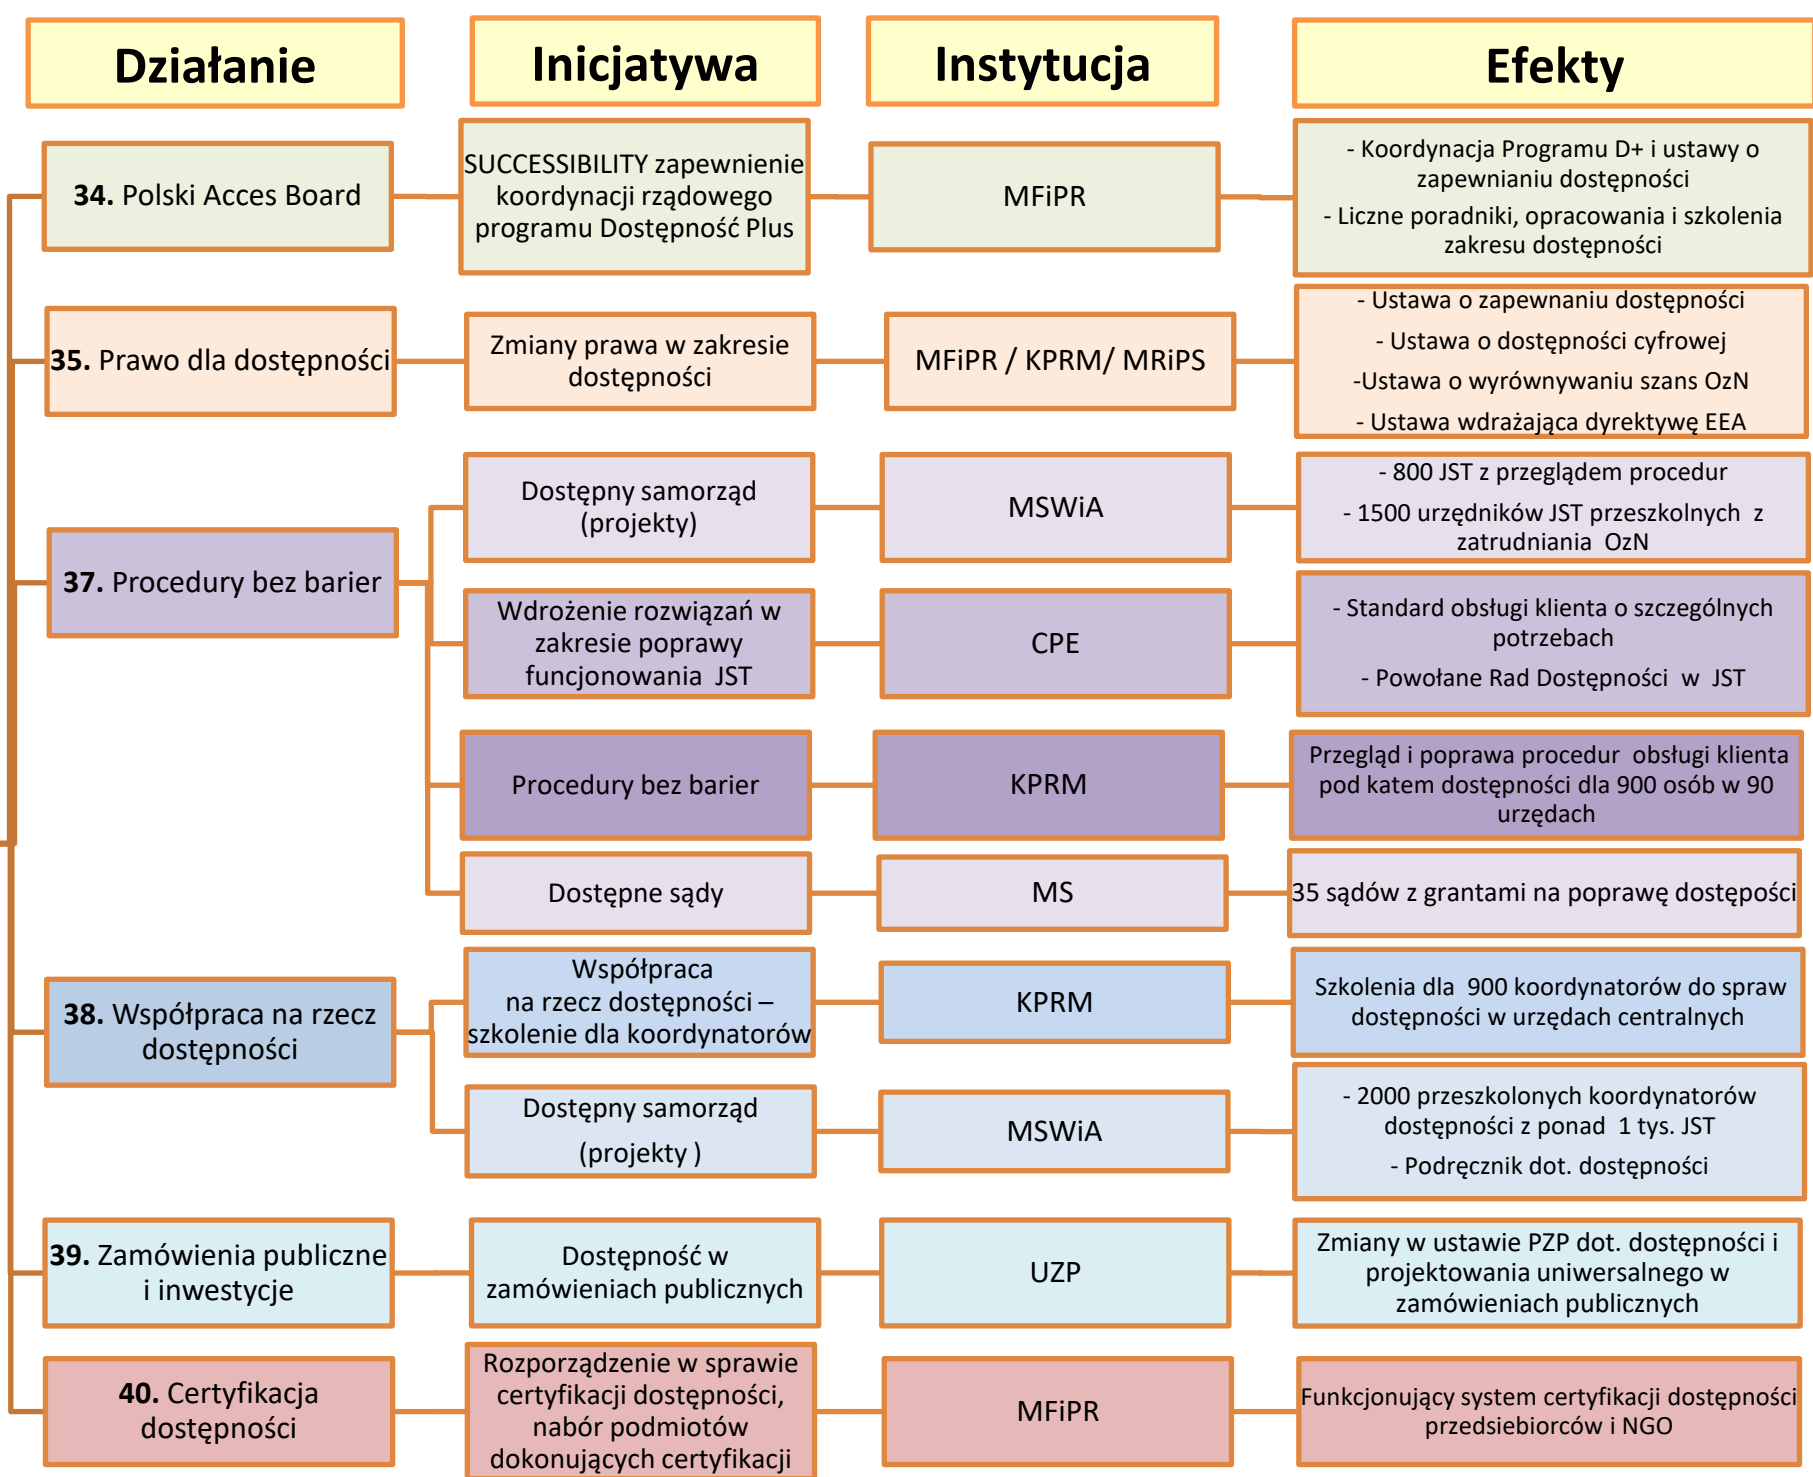 Działanie
Inicjatywa
Instytucja
Efekty
34. Polski Acces Board
SUCCESSIBILITY zapewnienie
koordynacji rządowego
programu Dostępność Plus
MFiPR
- Koordynacja Programu D+ i ustawy o
zapewnianiu dostępności
- Liczne poradniki, opracowania i szkolenia
zakresu dostępności
35. Prawo dla dostępności
Zmiany prawa w zakresie
dostępności
MFiPR / KPRM/ MRiPS
- Ustawa o zapewnaniu dostępności
- Ustawa o dostępności cyfrowej
-Ustawa o wyrównywaniu szans OzN
- Ustawa wdrażająca dyrektywę EEA
37. Procedury bez barier
Dostępny samorząd
(projekty)
MSWiA
- 800 JST z przeglądem procedur
- 1500 urzędników JST przeszkolnych z
zatrudniania OzN
Wdrożenie rozwiązań w
zakresie poprawy
funcjonowania JST
CPE
- Standard obsługi klienta o szczególnych
potrzebach
- Powołane Rad Dostępności w JST
Procedury bez barier
KPRM
Przegląd i poprawa procedur obsługi klienta
pod katem dostępności dla 900 osób w 90
urzędach
Dostępne sądy
MS
35 sądów z grantami na poprawę dostępości
38. Współpraca na rzecz
dostępności
Współpraca
na rzecz dostępności –
szkolenie dla koordynatorów
KPRM
Szkolenia dla 900 koordynatorów do spraw
dostępności w urzędach centralnych
Dostępny samorząd
(projekty )
MSWiA
- 2000 przeszkolonych koordynatorów
dostępności z ponad 1 tys. JST
- Podręcznik dot. dostępności
39. Zamówienia publiczne
i inwestycje
Dostępność w
zamówieniach publicznych
UZP
Zmiany w ustawie PZP dot. dostępności i
projektowania uniwersalnego w
zamówieniach publicznych
40. Certyfikacja
dostępności
Rozporządzenie w sprawie
certyfikacji dostępności,
nabór podmiotów
dokonujących certyfikacji
MFiPR
Funkcjonujący system certyfikacji dostępności
przedsiebiorców i NGO